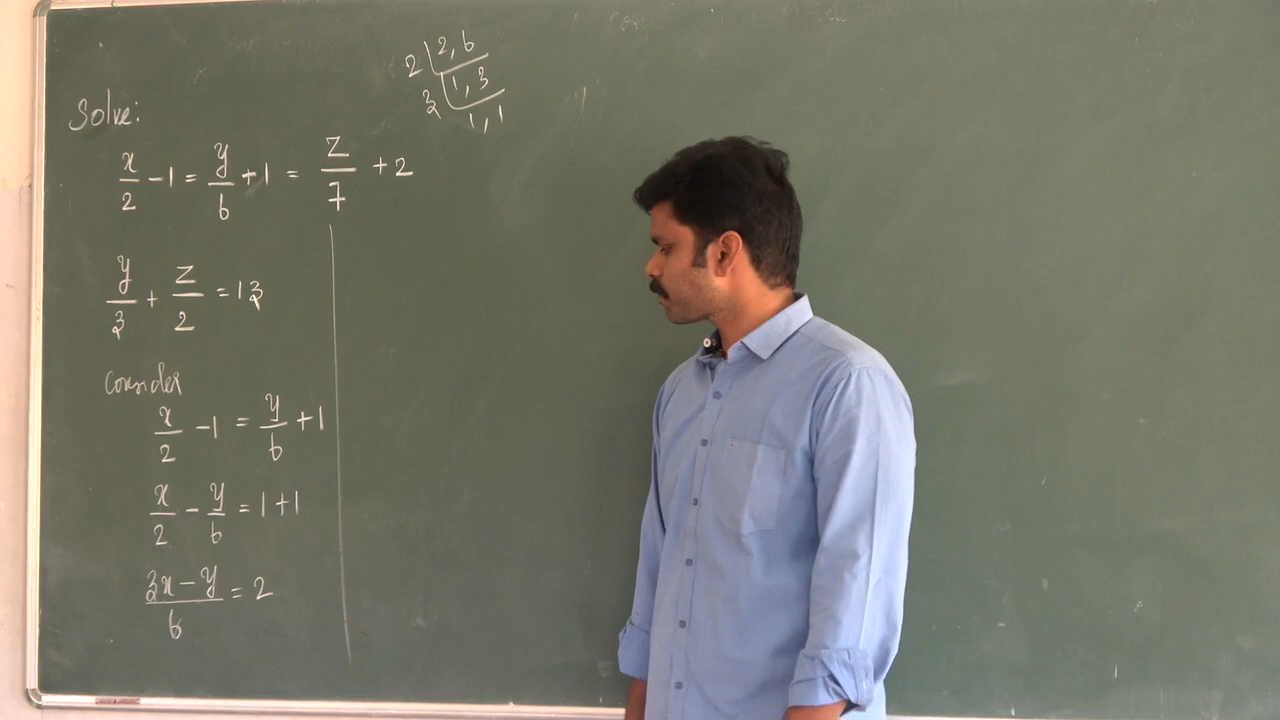 Solve:
x/2 - 1 = y/6 + 1 = z/7 + 2
y/3 + z/2 = 13
Consider
x/2 - 1 = y/6 + 1
x/2 - y/6 = 1 + 1
3x - y/6 = 2
2 | 2, 6
3 | 1, 3
1, 1